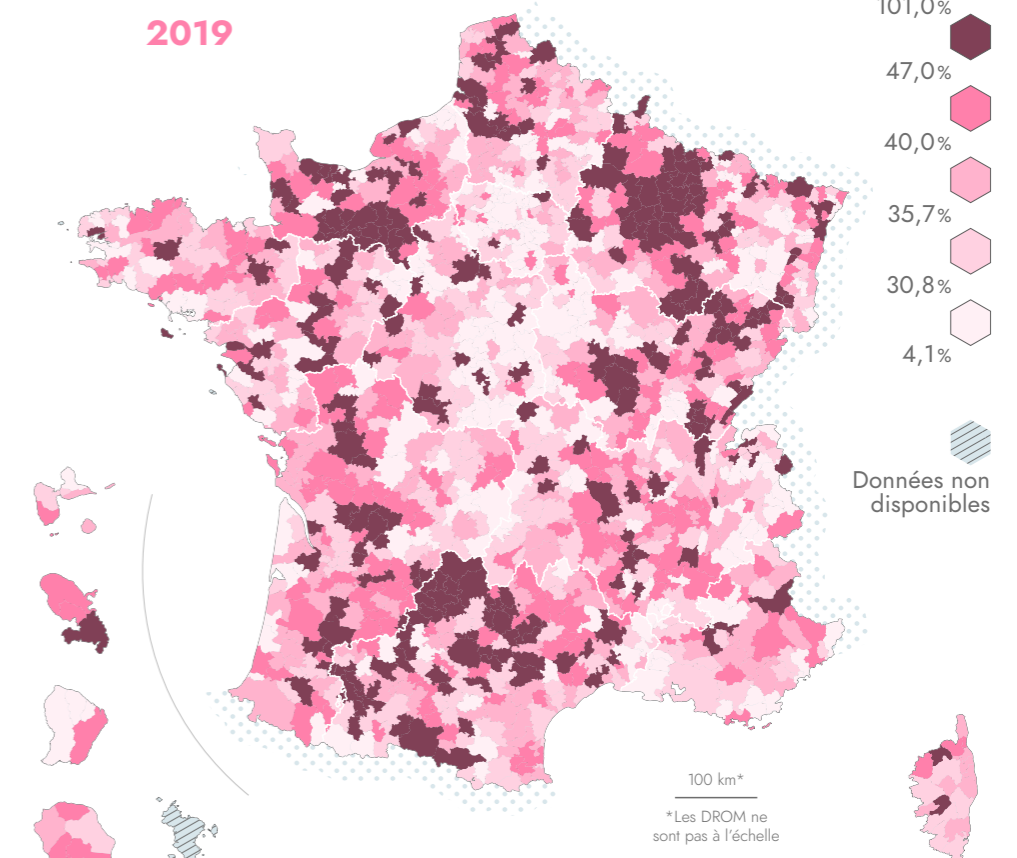 2019
101,0%
47,0%
40,0%
35,7%
30,8%
4,1%
Données non
disponibles
100 km*
*Les DROM ne
sont pas à l'échelle